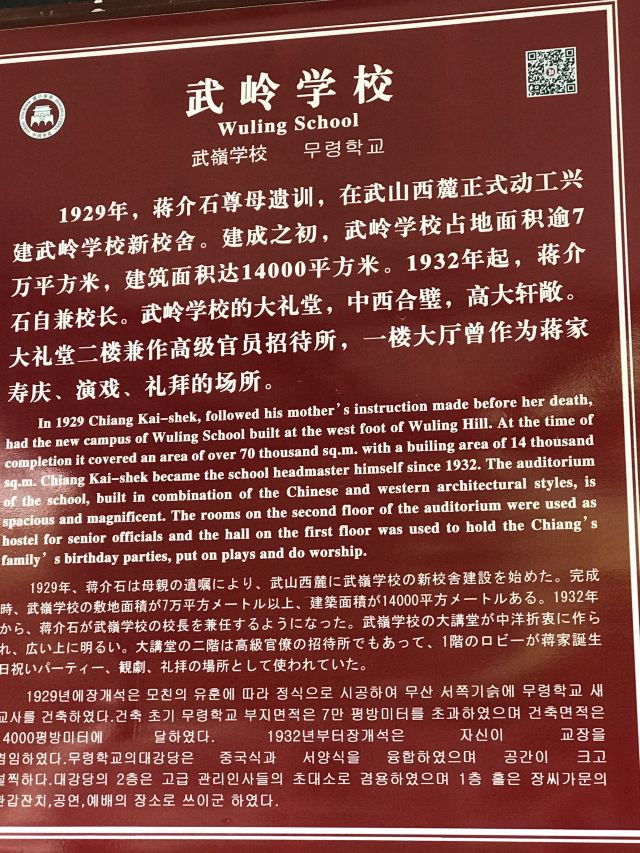 武岭学校
Wuling School
武嶺学校 무령학교
1929年，蒋介石尊母遗训，在武山西麓正式动工兴
建武岭学校新校舍。建成之初，武岭学校占地面积逾7
万平方米，建筑面积达14000平方米。1932年起，蒋介
石自兼校长。武岭学校的大礼堂，中西合璧，高大轩敞。
大礼堂二楼兼作高级官员招待所，一楼大厅曾作为蒋家
寿庆、演戏、礼拜的场所。
In 1929 Chiang Kai-shek, followed his mother's instruction made before her death,
had the new campus of Wuling School built at the west foot of Wuling Hill. At the time of
completion it covered an area of over 70 thousand sq.m. with a builing area of 14 thousand
sq.m. Chiang Kai-shek became the school headmaster himself since 1932. The auditorium
of the school, built in combination of the Chinese and western architectural styles, is
spacious and magnificent. The rooms on the second floor of the auditorium were used as
hostel for senior officials and the hall on the first floor was used to hold the Chiang's
family's birthday parties, put on plays and do worship.
1929年、蒋介石は母親の遺嘱により、武山西麓に武嶺学校の新校舎建設を始めた。完成
時、武嶺学校の敷地面積が7万平方メートル以上、建築面積が14000平方メートルある。1932年
から、蒋介石が武嶺学校の校長を兼任するようになった。武嶺学校の大講堂が中洋折衷に作ら
れ、広い上に明るい。大講堂の二階は高級官僚の招待所でもあって、1階のロビーが蒋家誕生
日祝いパーティー、観劇、礼拜の場所として使われていた。
1929년에장개석은 모친의 유훈에 따라 정식으로 시공하여 무산 서쪽기슭에 무령학교 새
교사를 건축하였다.건축 초기 무령학교 부지면적은 7만 평방미터를 초과하였으며 건축면적은
14000평방미터에 달하였다. 1932년부터장개석은 자신이 교장을
겸임하였다.무령학교의대강당은 중국식과 서양식을 융합하였으며 공간이 크고
널찍하다.대강당의 2층은 고급 관리인사들의 초대소로 겸용하였으며 1층 홀은 장씨가문의
환갑잔치,공연,예배의 장소로 쓰이군 하였다.